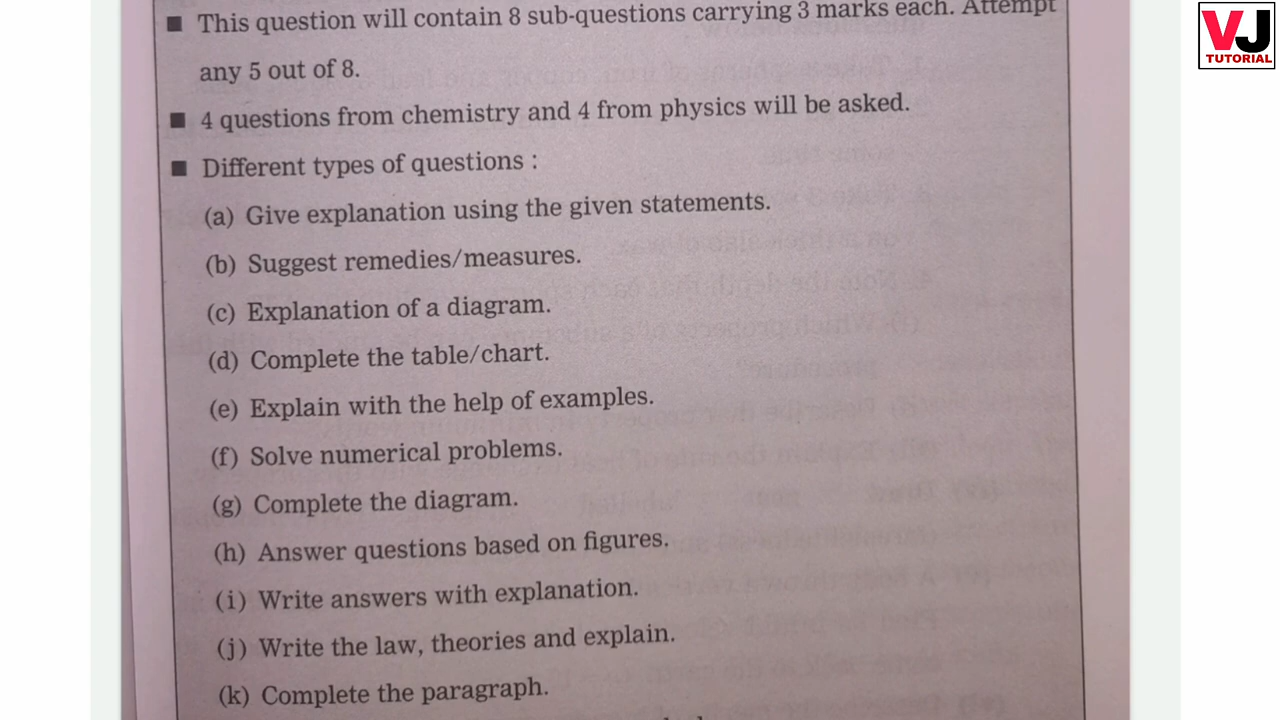 ■ This question will contain 8 sub-questions carrying 3 marks each. Attempt
any 5 out of 8.
■ 4 questions from chemistry and 4 from physics will be asked.
■ Different types of questions :
(a) Give explanation using the given statements.
(b) Suggest remedies/measures.
(c) Explanation of a diagram.
(d) Complete the table/chart.
(e) Explain with the help of examples.
(f) Solve numerical problems.
(g) Complete the diagram.
(h) Answer questions based on figures.
(i) Write answers with explanation.
(j) Write the law, theories and explain.
(k) Complete the paragraph.
VJ
TUTORIAL